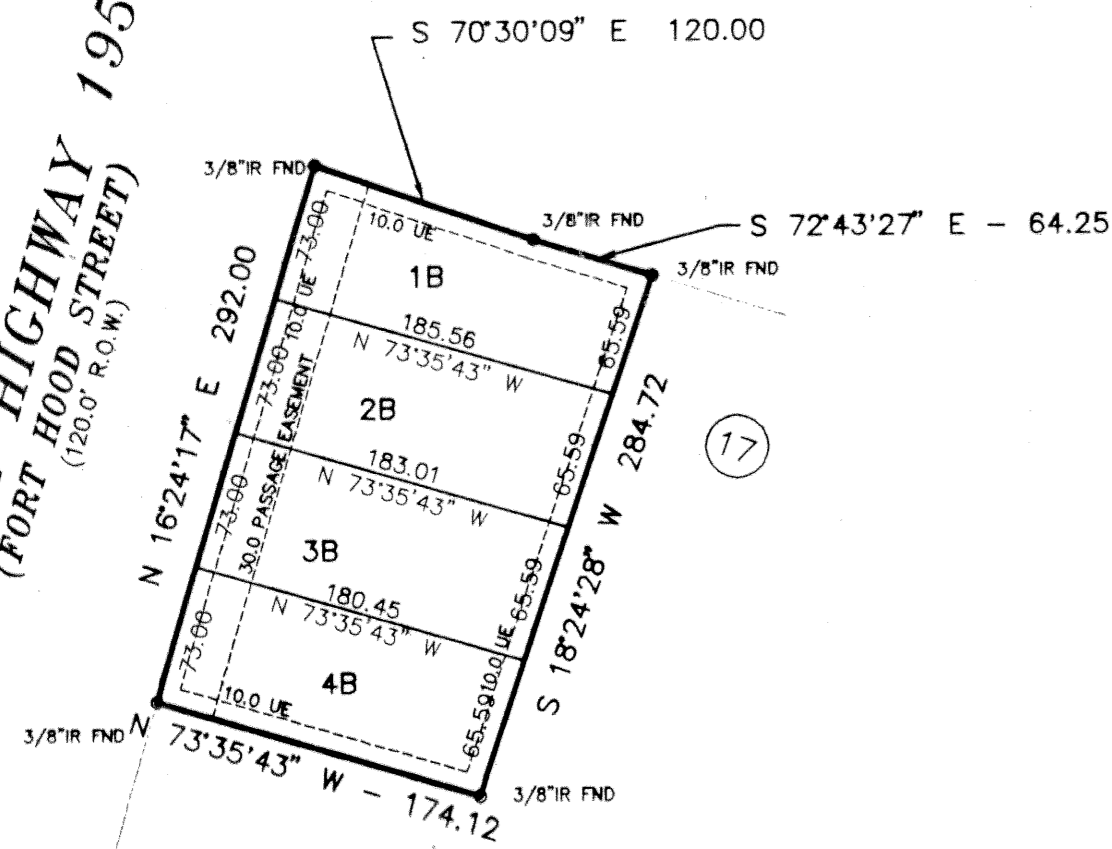 S 70°30'09" E 120.00
HIGHWAY 195
(FORT HOOD STREET)
(120.0' R.O.W.)
3/8"IR FND
3/8"IR FND
S 72°43'27" E - 64.25
3/8"IR FND
10.0 UE
73.00
1B
292.00
10.0 UE
65.59
185.56
N 73°35'43" W
73.00
2B
284.72
17
30.0 PASSAGE EASEMENT
183.01
N 73°35'43" W
65.59
N 16°24'17" E
73.00
3B
180.45
N 73°35'43" W
65.59
S 18°24'28" W
73.00
4B
10.0 UE
10.0 UE
65.59
3/8"IR FND
N 73°35'43" W - 174.12
3/8"IR FND